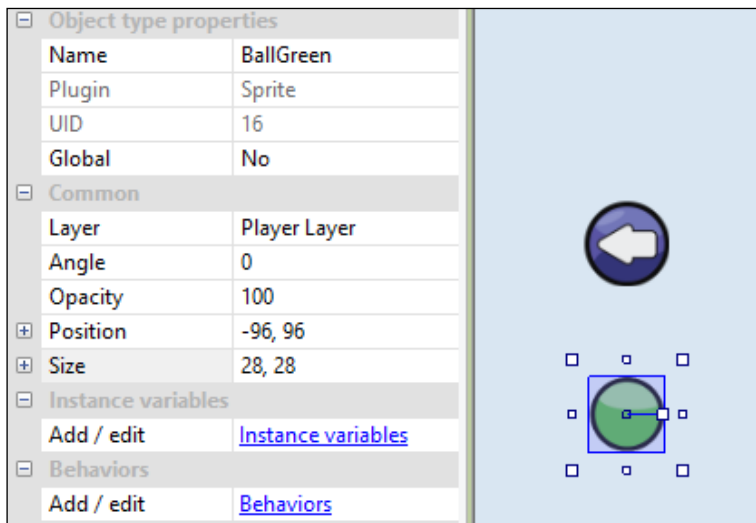 Object type properties
Name BallGreen
Plugin Sprite
UID 16
Global No
Common
Layer Player Layer
Angle 0
Opacity 100
Position -96, 96
Size 28, 28
Instance variables
Add / edit Instance variables
Behaviors
Add / edit Behaviors